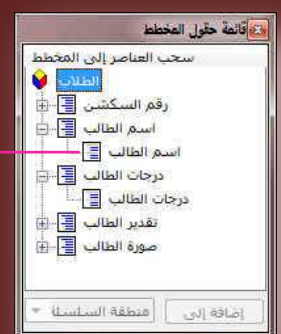 قائمة حقول المخطط
سحب العناصر إلى المخطط
الطلاب
رقم السكشن
اسم الطالب
اسم الطالب
درجات الطالب
درجات الطالب
تقدير الطالب
صورة الطالب
إضافة إلى
منطقة السلسلة